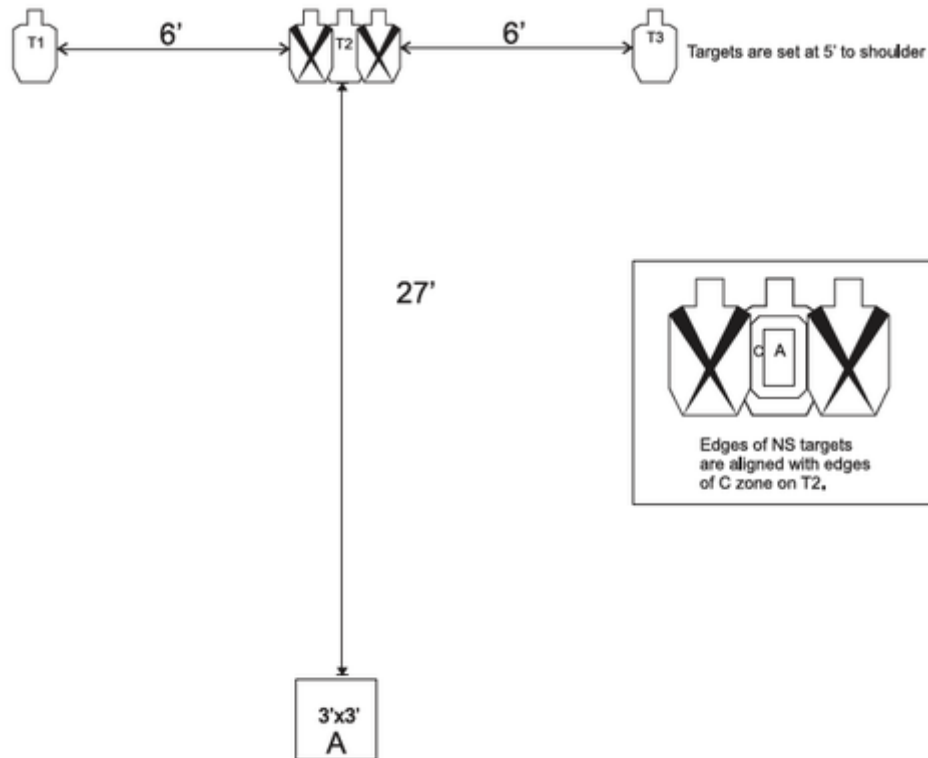 T1
6'
T2
6'
T3
Targets are set at 5' to shoulder
27'
C
A
Edges of NS targets
are aligned with edges
of C zone on T2.
3'x3'
A